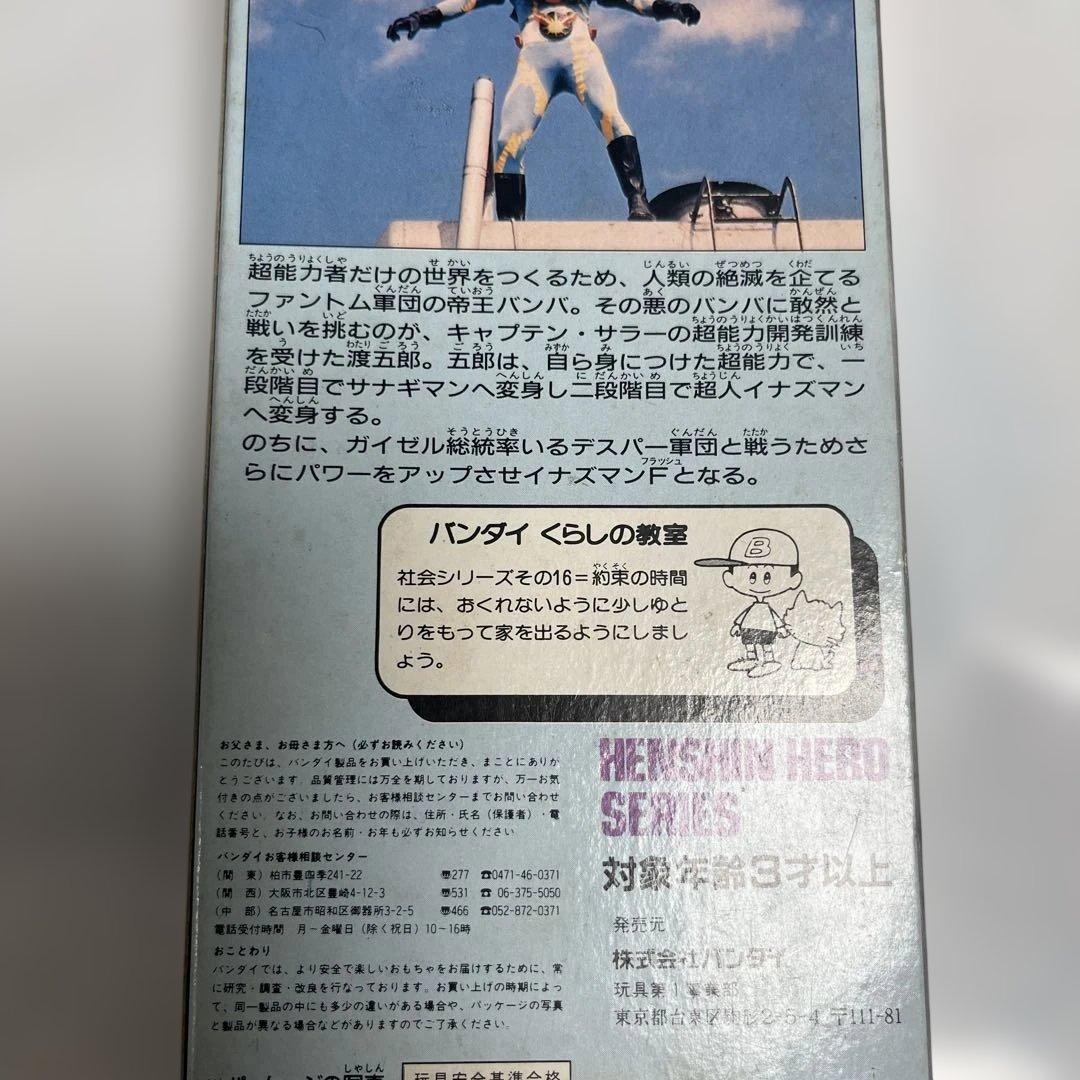 超能力者だけの世界をつくるため、人類の絶滅を企てる
ファントム軍団の帝王バンバ。その悪のバンバに敢然と
戦いを挑むのが、キャプテン・サラーの超能力開発訓練
を受けた渡五郎。五郎は、自ら身につけた超能力で、一
段階目でサナギマンへ変身し二段階目で超人イナズマン
へ変身する。
のちに、ガイゼル総統率いるデスパー軍団と戦うためさ
らにパワーをアップさせイナズマンFとなる。
バンダイ くらしの教室
社会シリーズその16=約束の時間
には、おくれないように少しゆと
りをもって家を出るようにしまし
ょう。
B
お父さま、お母さま方へ(必ずお読みください)
このたびは、バンダイ製品をお買い上げいただき、まことにありが
とうございます。品質管理には万全を期しておりますが、万一お気
付きの点がございましたら、お客様相談センターまでお問い合わせ
ください。なお、お問い合わせの際は、住所・氏名(保護者)・電
話番号と、お子様のお名前・お年も必ずお知らせください。
バンダイお客様相談センター
(関 東)柏市豊四季241-22 〠277 ☎0471-46-0371
(関 西)大阪市北区豊崎4-12-3 〠531 ☎06-375-5050
(中 部)名古屋市昭和区御器所3-2-5 〠466 ☎052-872-0371
電話受付時間 月～金曜日(除く祝日)10～16時
おことわり
バンダイでは、より安全で楽しいおもちゃをお届けするために、常
に研究・調査・改良を行なっております。お買い上げの時期によっ
て、同一製品の中にも多少の違いがある場合や、パッケージの写真
と製品が異なる場合などがありますのでご了承ください。
HENSHIN HERO
SERIES
対象年齢3才以上
発売元
株式会社バンダイ
玩具第1事業部
東京都台東区駒形2-5-4 〒111-81
玩具安全基準合格